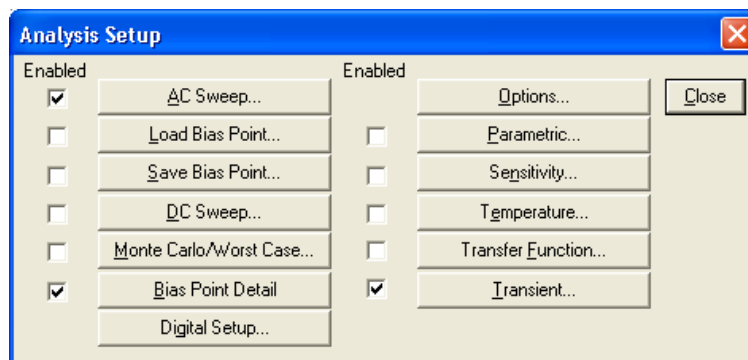 Analysis Setup
Enabled
AC Sweep...
Load Bias Point...
Save Bias Point...
DC Sweep...
Monte Carlo/Worst Case...
Bias Point Detail
Digital Setup...
Enabled
Options...
Parametric...
Sensitivity...
Temperature...
Transfer Function...
Transient...
Close